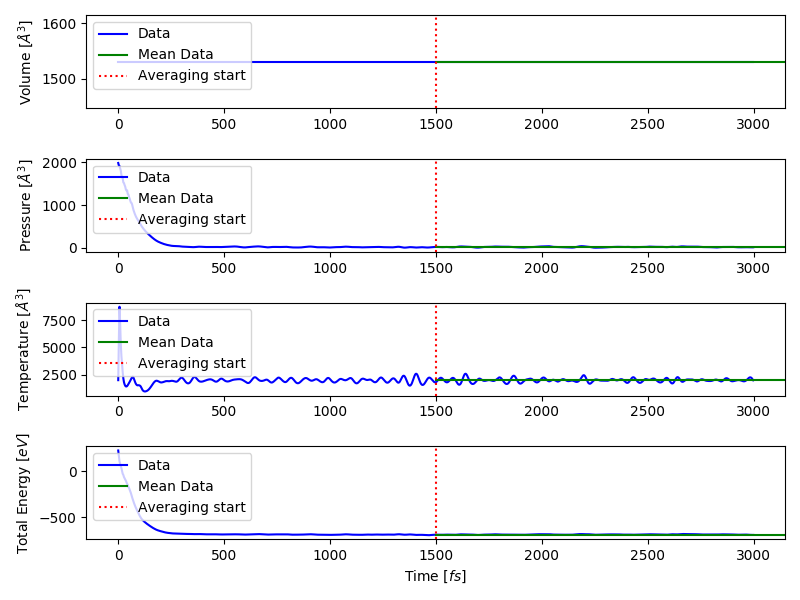 Volume [Å³]
1600
1500
Data
Mean Data
Averaging start
0 500 1000 1500 2000 2500 3000
Pressure [Å³]
2000
1000
0
Data
Mean Data
Averaging start
0 500 1000 1500 2000 2500 3000
Temperature [Å³]
7500
5000
2500
Data
Mean Data
Averaging start
0 500 1000 1500 2000 2500 3000
Total Energy [eV]
0
−500
Data
Mean Data
Averaging start
0 500 1000 1500 2000 2500 3000
Time [fs]